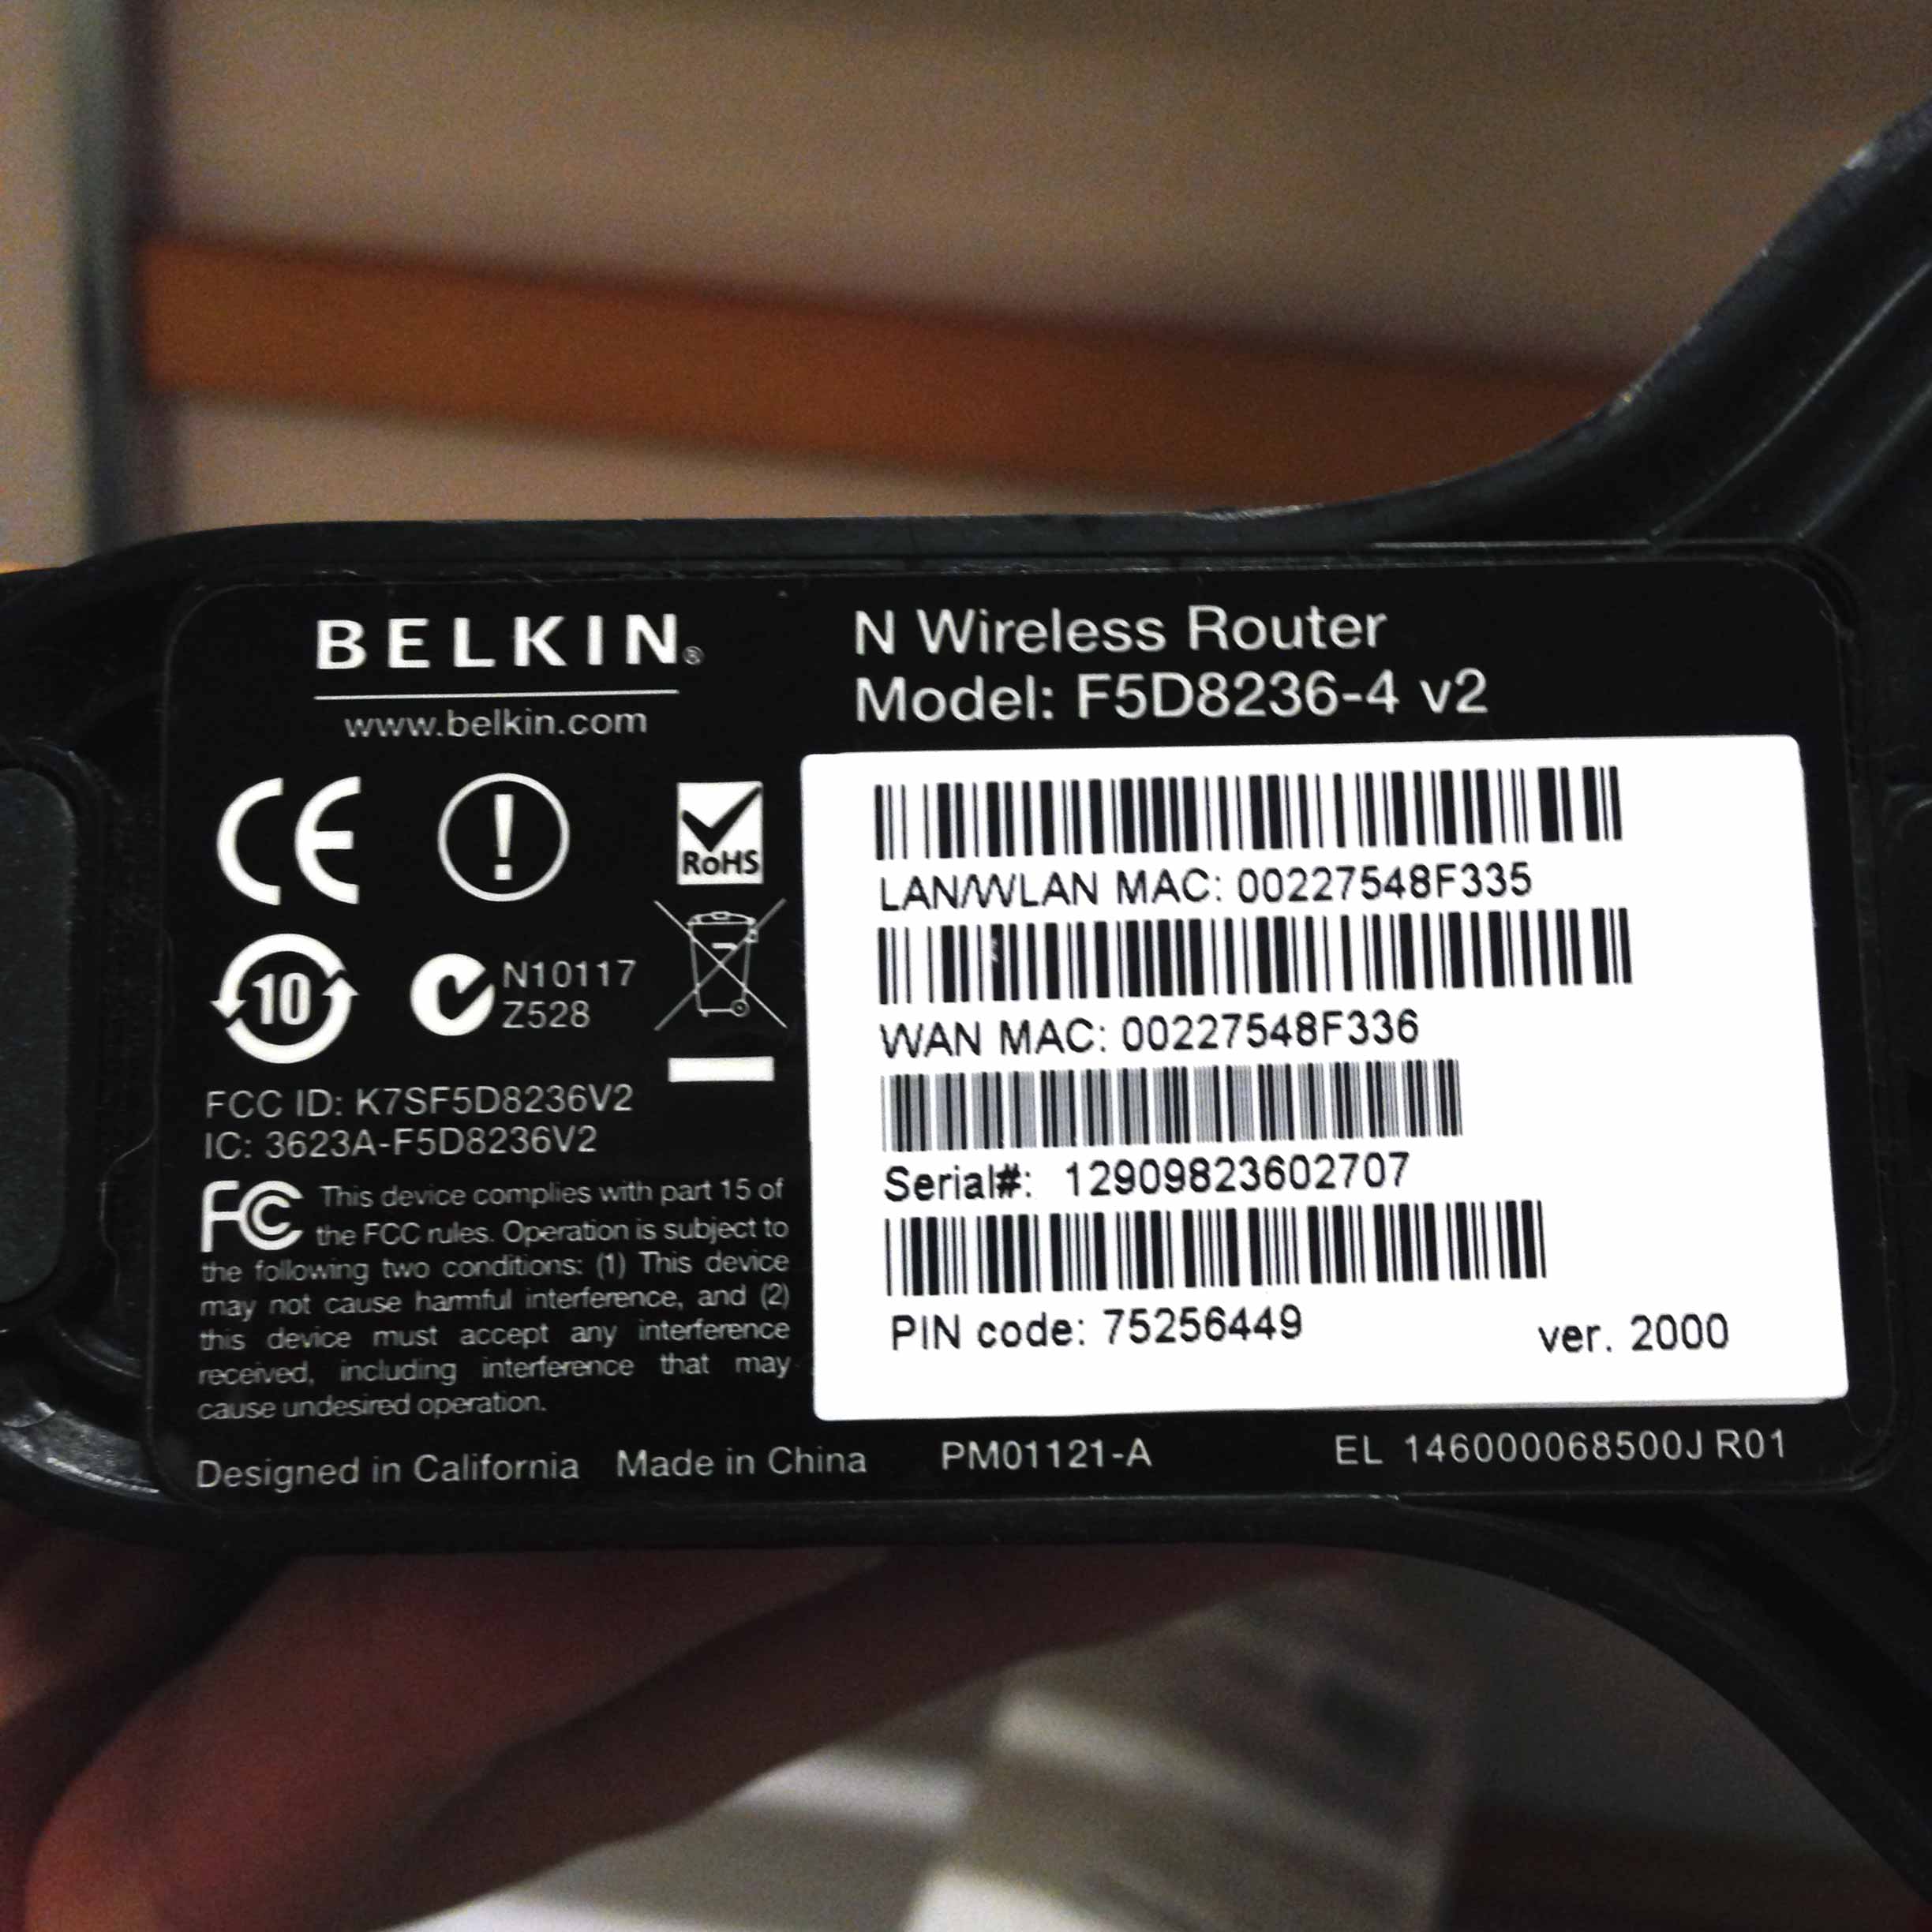 BELKIN®
www.belkin.com
N Wireless Router
Model: F5D8236-4 v2
CE
!
RoHS
10
N10117
Z528
FCC ID: K7SF5D8236V2
IC: 3623A-F5D8236V2
FC This device complies with part 15 of
the FCC rules. Operation is subject to
the following two conditions: (1) This device
may not cause harmful interference, and (2)
this device must accept any interference
received, including interference that may
cause undesired operation.
LAN/WLAN MAC: 00227548F335
WAN MAC: 00227548F336
Serial#: 12909823602707
PIN code: 75256449 ver. 2000
Designed in California Made in China PM01121-A EL 146000068500J R01